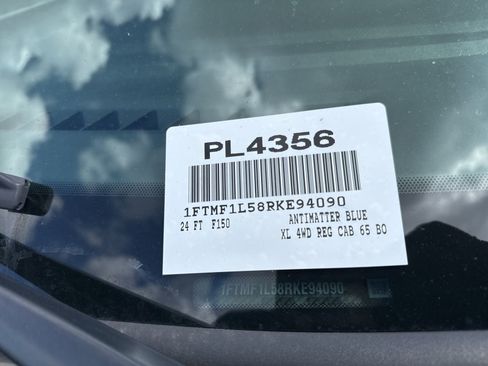 PL4356
1FTMF1L58RKE94090
24 FT F150 ANTIMATTER BLUE
XL 4WD REG CAB 65 BO
1FTMF1L58RKE94090